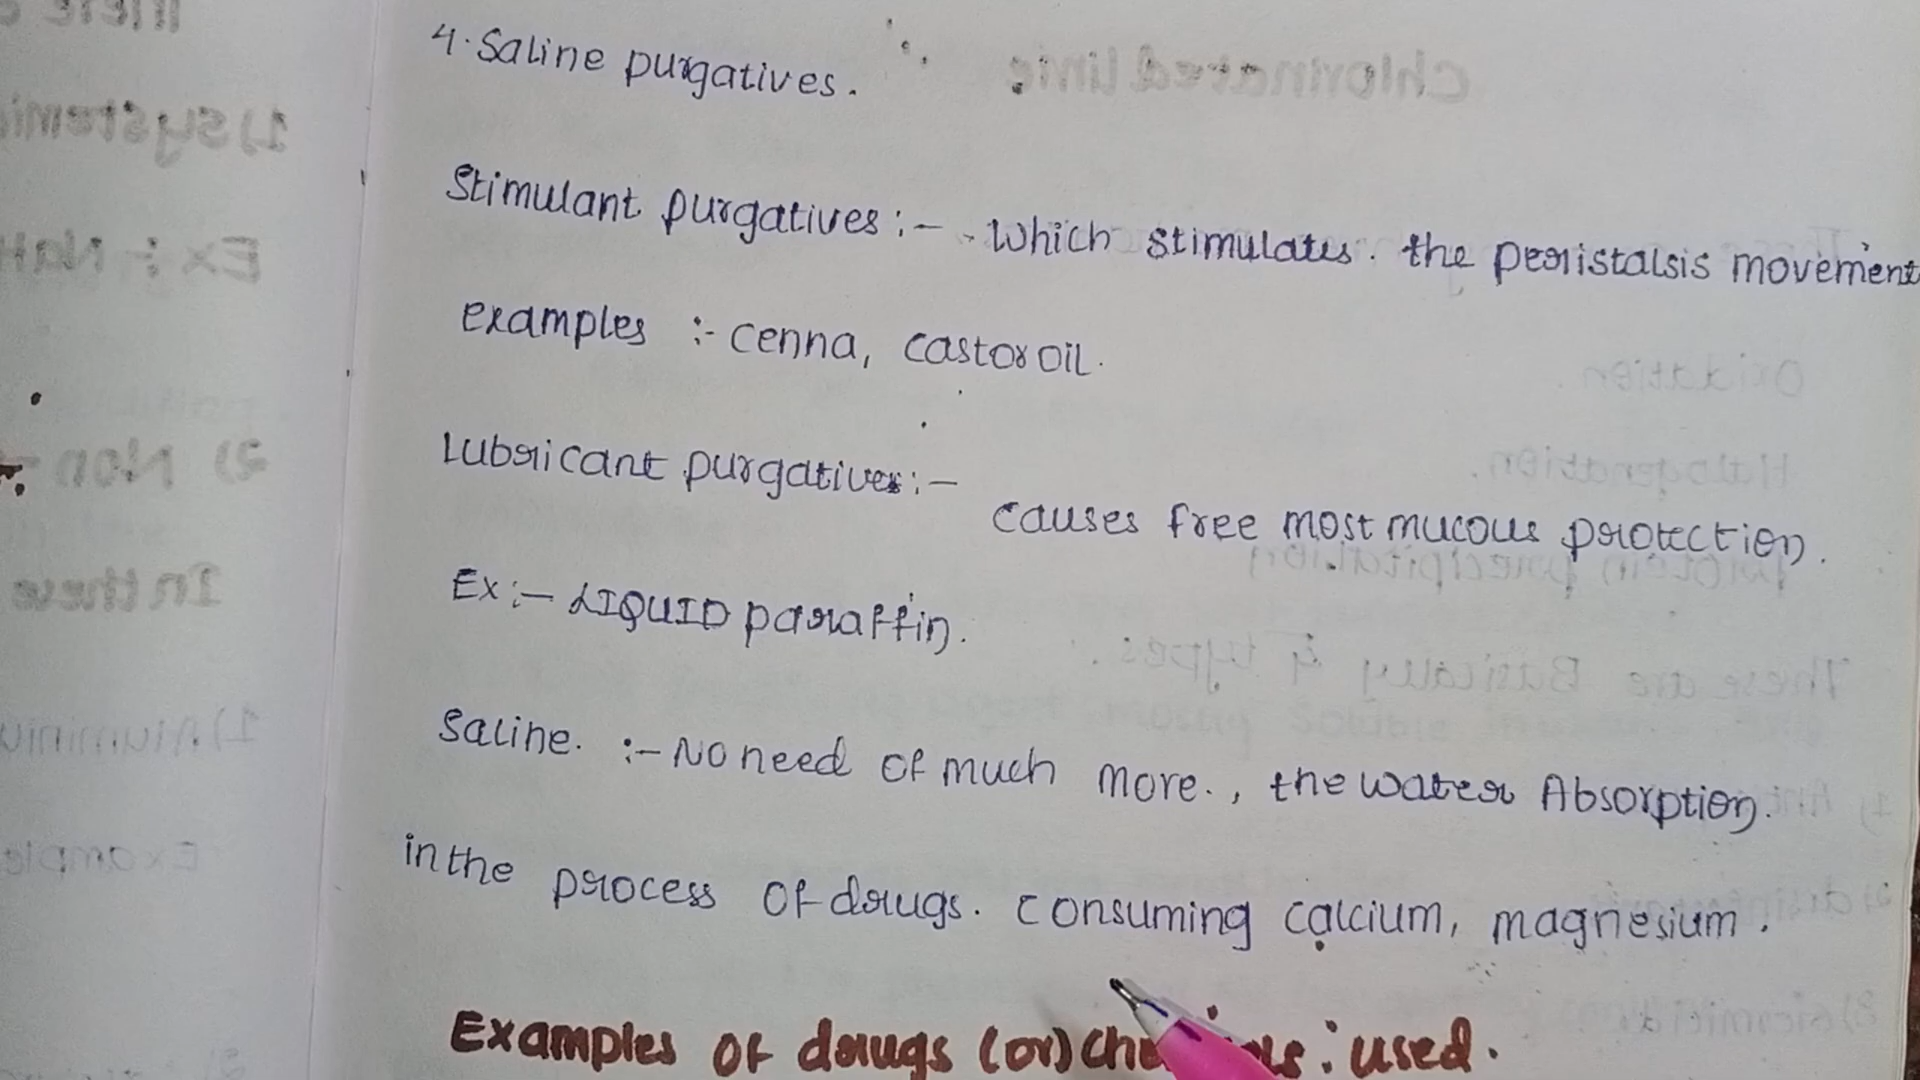 4. Saline purgatives.
Stimulant purgatives :- Which stimulates. the peristalsis movement
examples :- cenna, castor oil.
Lubricant purgatives :-
causes free most mucous protection.
Ex :- LIQUID paraffin.
Saline. :- No need of much more., the water Absorption.
in the process of drugs. consuming calcium, magnesium.
Examples of drugs (or) : used.